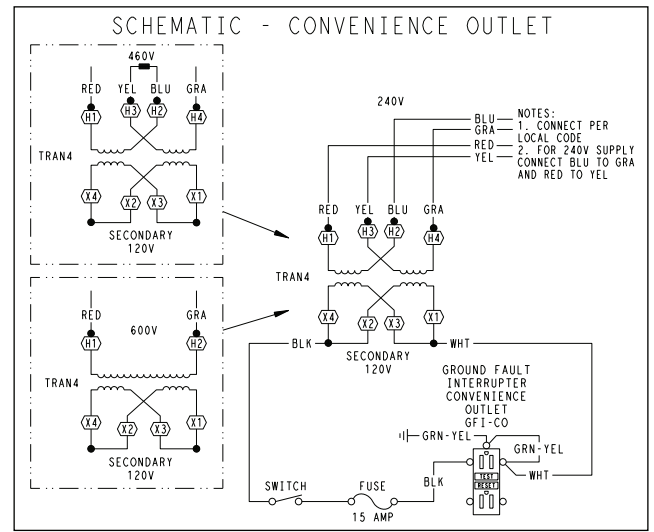 SCHEMATIC - CONVENIENCE OUTLET
460V
RED YEL BLU GRA
H1 H3 H2 H4
TRAN4
X4 X2 X3 X1
SECONDARY
120V
RED GRA
600V
H1 H2
TRAN4
X4 X2 X3 X1
SECONDARY
120V
240V
BLU
GRA
RED
YEL
NOTES:
1. CONNECT PER
LOCAL CODE
2. FOR 240V SUPPLY
CONNECT BLU TO GRA
AND RED TO YEL
RED YEL BLU GRA
H1 H3 H2 H4
TRAN4
X4 X2 X3 X1
BLK
WHT
SECONDARY
120V
GROUND FAULT
INTERRUPTER
CONVENIENCE
OUTLET
GFI-CO
GRN-YEL
GRN-YEL
WHT
BLK
TEST
RESET
SWITCH
FUSE
15 AMP